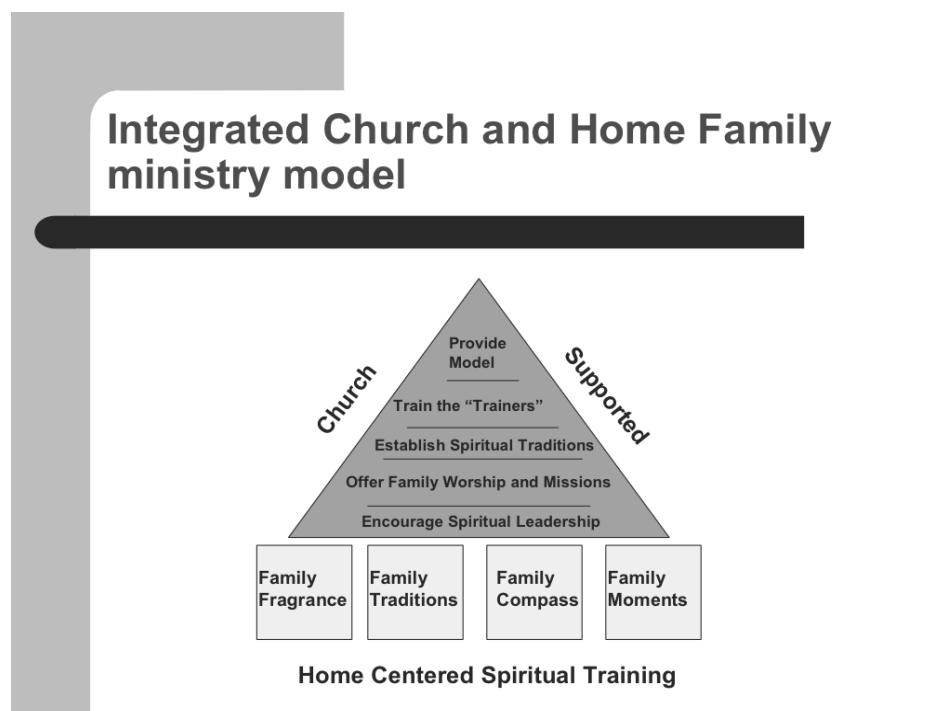 Integrated Church and Home Family
ministry model
Church
Supported
Provide
Model
Train the “Trainers”
Establish Spiritual Traditions
Offer Family Worship and Missions
Encourage Spiritual Leadership
Family
Fragrance
Family
Traditions
Family
Compass
Family
Moments
Home Centered Spiritual Training